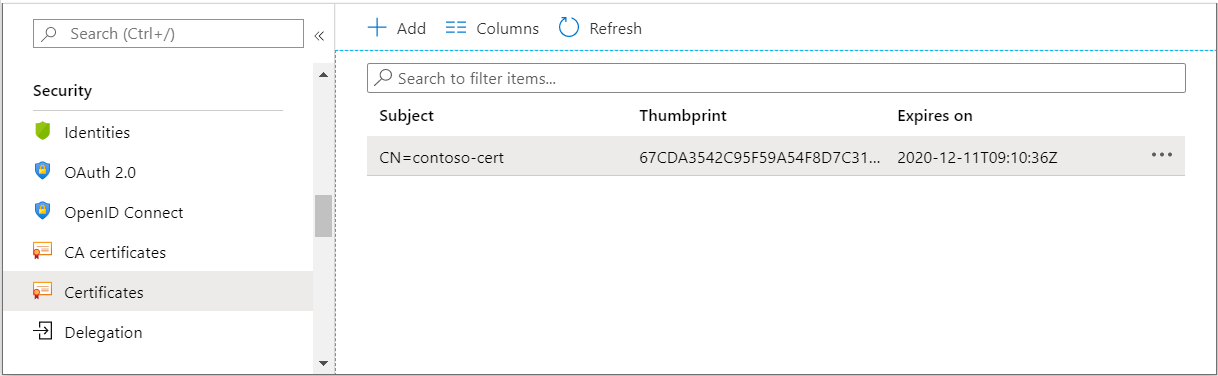 Search (Ctrl+/)
«
Security
Identities
OAuth 2.0
OpenID Connect
CA certificates
Certificates
Delegation
Add Columns Refresh
Search to filter items...
Subject Thumbprint Expires on
CN=contoso-cert 67CDA3542C95F59A54F8D7C31... 2020-12-11T09:10:36Z